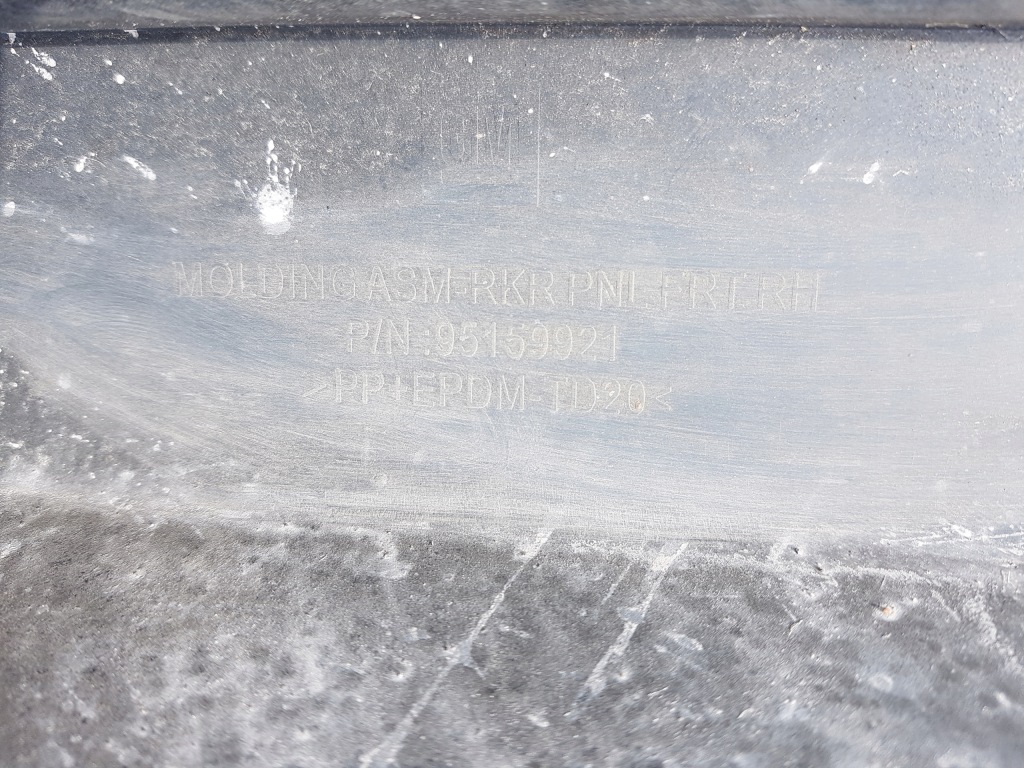 GM
MOLDING ASM-RKR PNL FRT RH
P/N :95159921
>PP+EPDM-TD20<